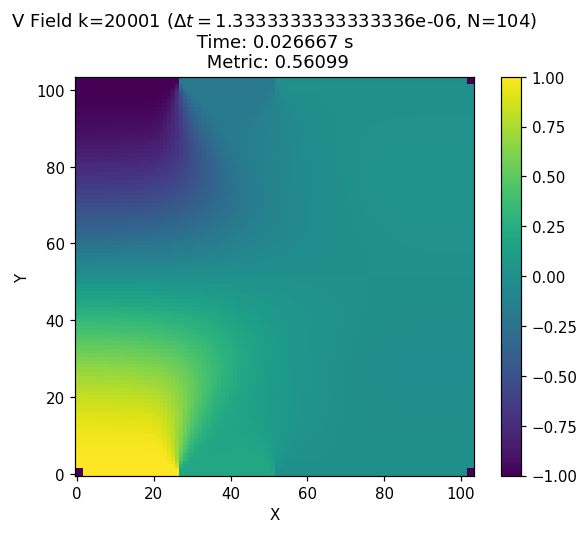 V Field k=20001 (Δt = 1.3333333333333336e-06, N=104)
Time: 0.026667 s
Metric: 0.56099
100
80
60
40
20
0
Y
0 20 40 60 80 100
X
1.00
0.75
0.50
0.25
0.00
−0.25
−0.50
−0.75
−1.00